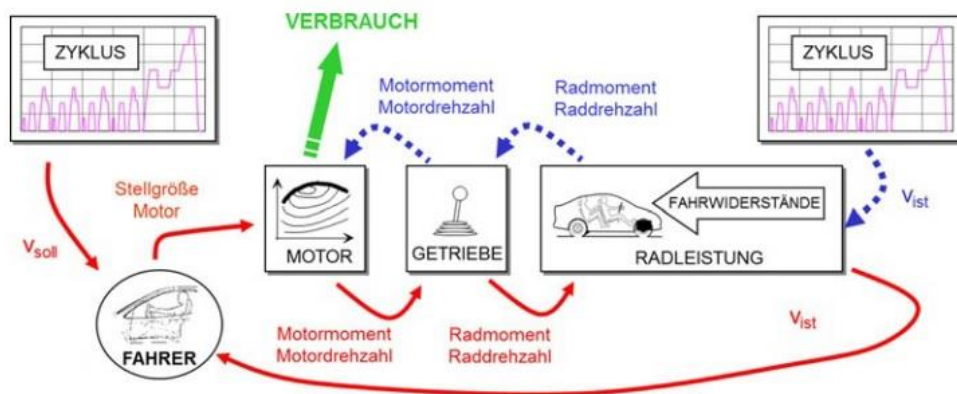 VERBRAUCH
ZYKLUS
ZYKLUS
Motormoment
Motordrehzahl
Radmoment
Raddrehzahl
Stellgröße
Motor
FAHRWIDERSTÄNDE
MOTOR
GETRIEBE
RADLEISTUNG
Vist
Vsoll
FAHRER
Motormoment
Motordrehzahl
Radmoment
Raddrehzahl
Vist